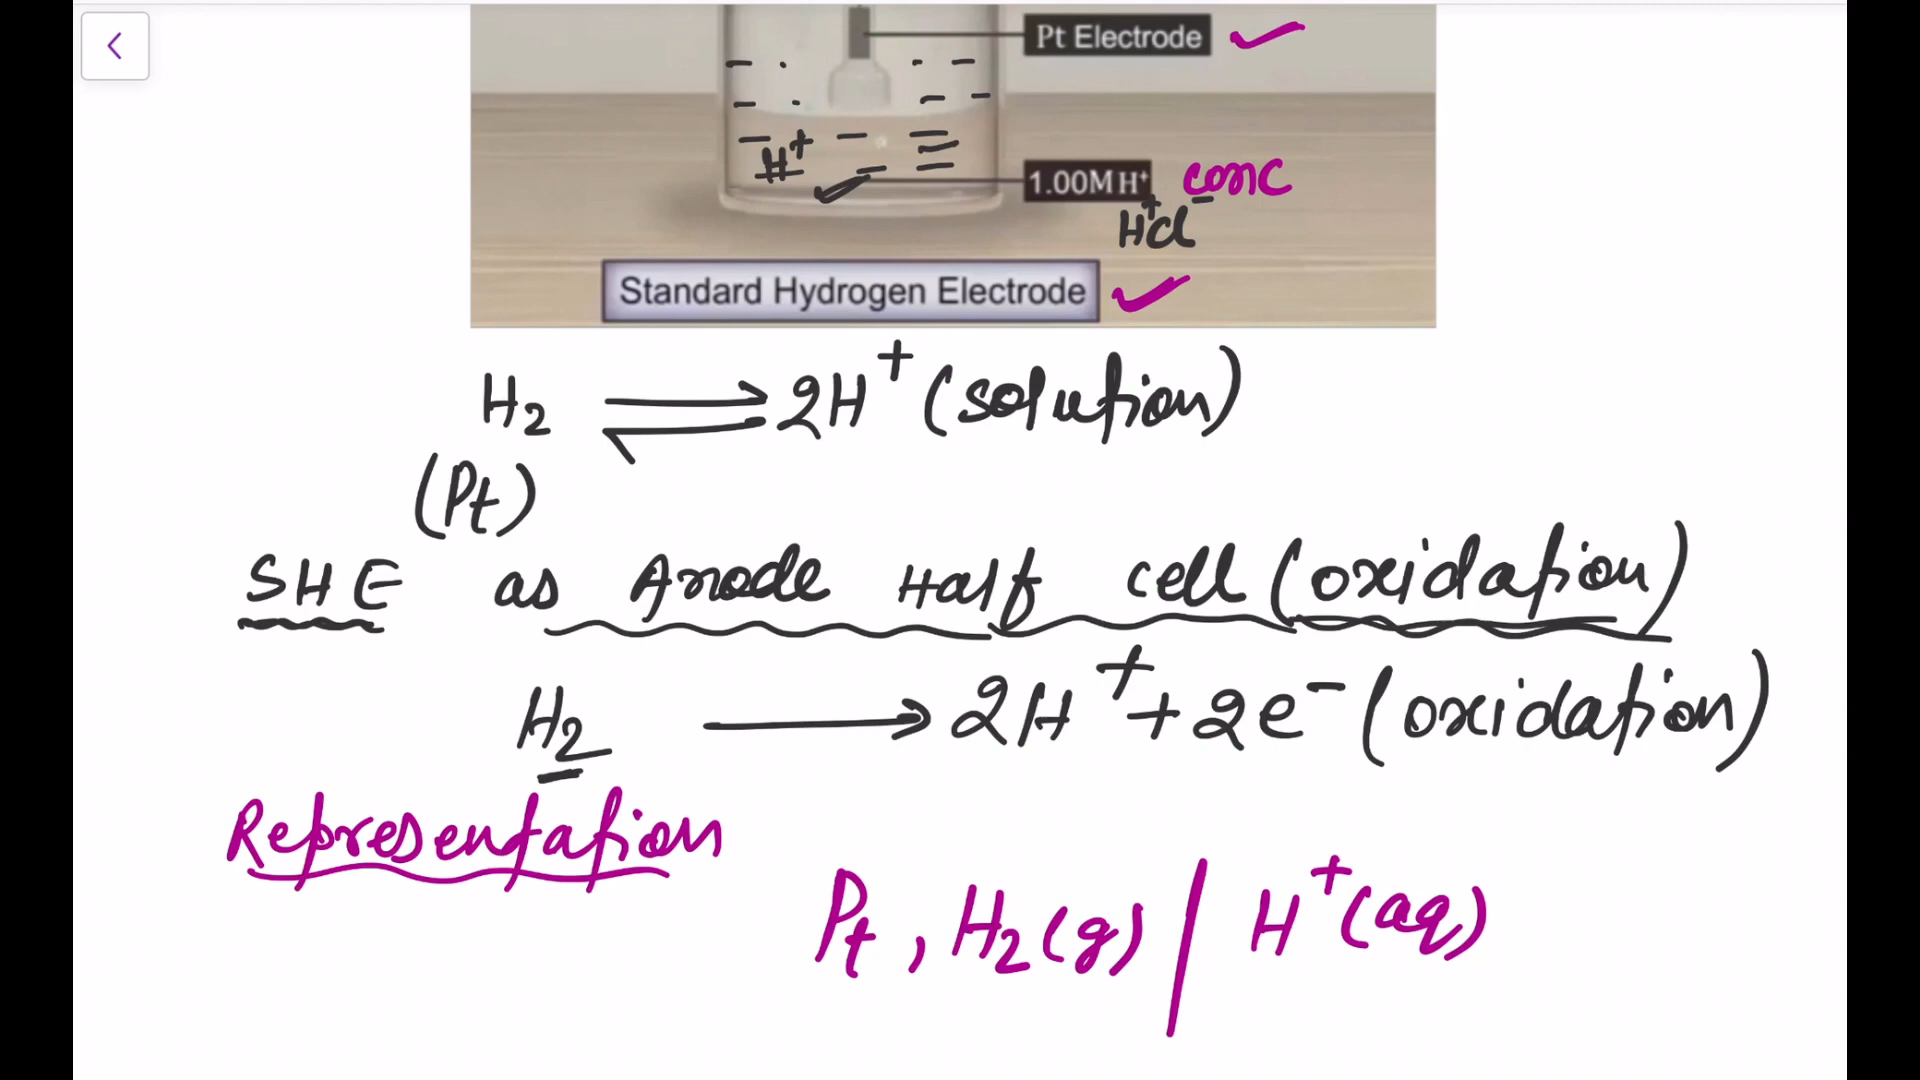 Pt Electrode
H⁺
1.00M H⁺ conc
H⁺Cl⁻
Standard Hydrogen Electrode
H₂ ⇌ 2H⁺ (solution)
(Pt)
SHE as Anode Half cell (oxidation)
H₂ ⟶ 2H⁺ + 2e⁻ (oxidation)
Representation
Pt, H₂(g) / H⁺(aq)